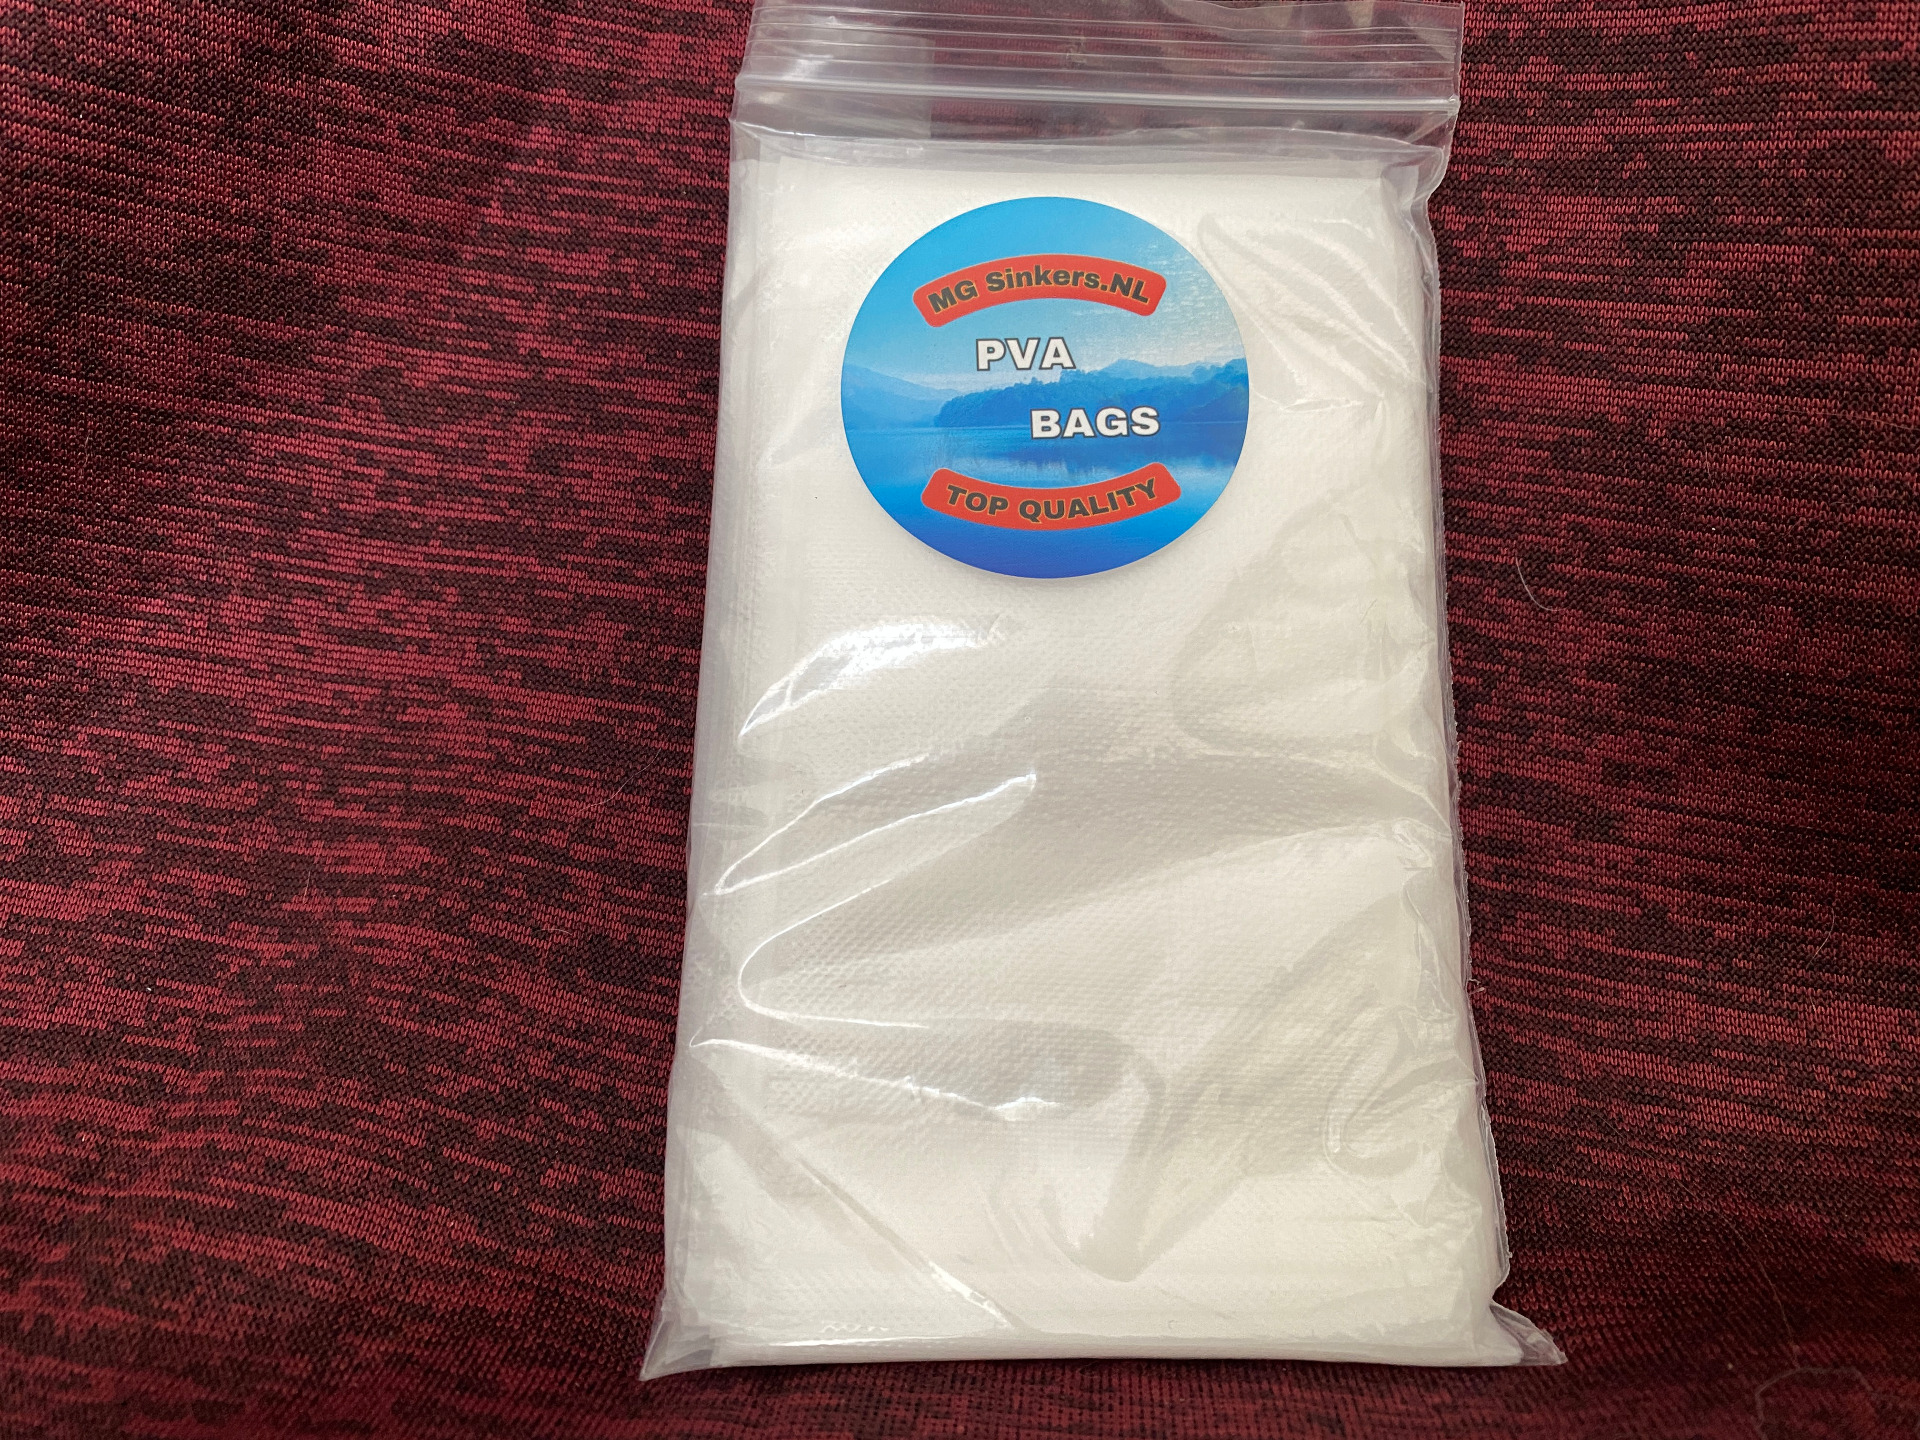 MG Sinkers.NL
PVA
BAGS
TOP QUALITY